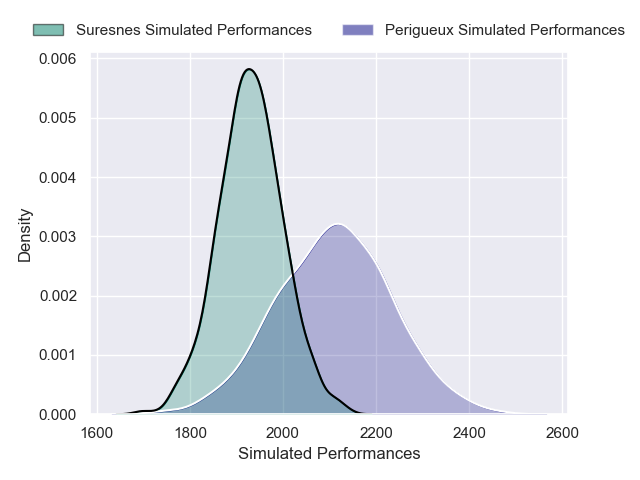 Suresnes Simulated Performances
Perigueux Simulated Performances
0.006
0.005
0.004
0.003
0.002
0.001
0.000
Density
1600 1800 2000 2200 2400 2600
Simulated Performances